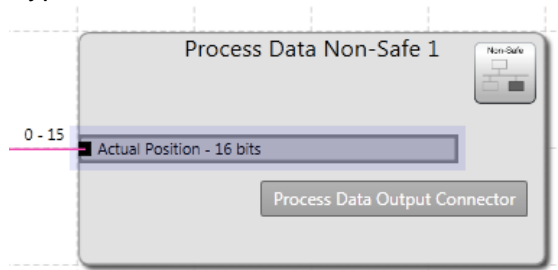 Process Data Non-Safe 1
Non-Safe
0 - 15
Actual Position - 16 bits
Process Data Output Connector